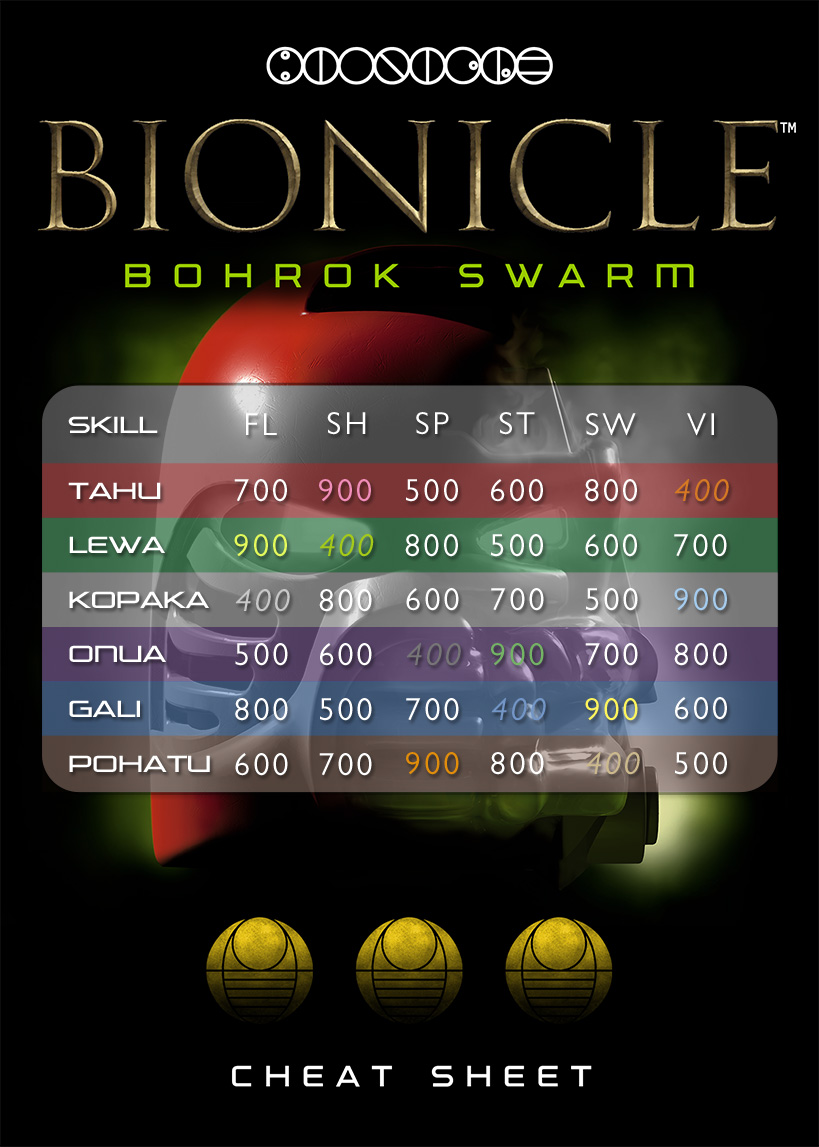 BIONICLE™
BOHROK SWARM
SKILL FL SH SP ST SW VI
TAHU 700 900 500 600 800 400
LEWA 900 400 800 500 600 700
KOPAKA 400 800 600 700 500 900
ONUA 500 600 400 900 700 800
GALI 800 500 700 400 900 600
POHATU 600 700 900 800 400 500
CHEAT SHEET